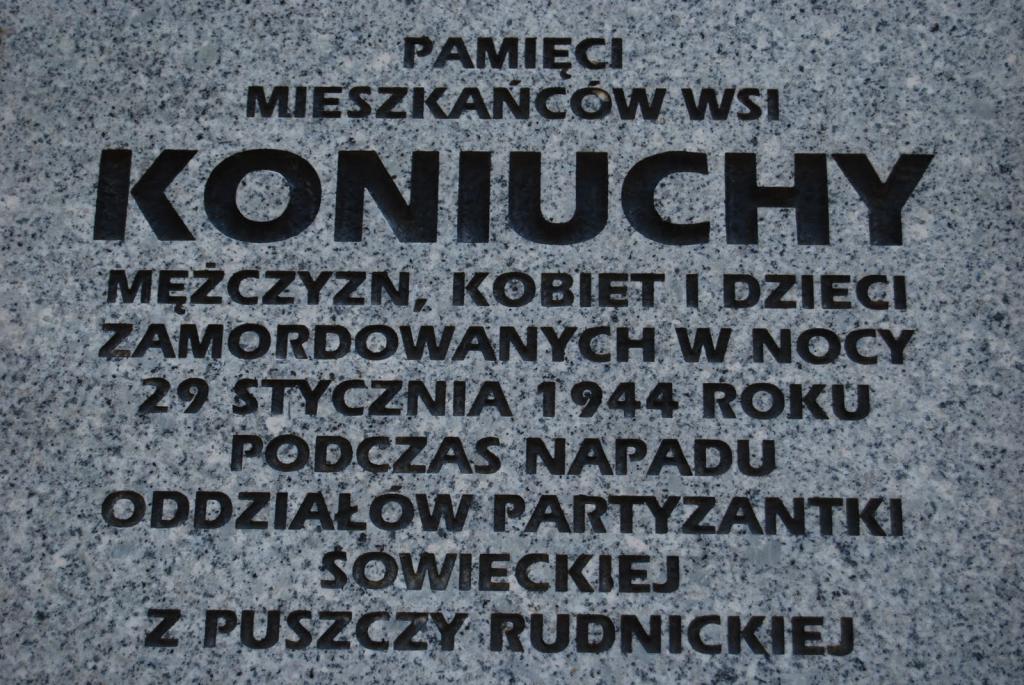 PAMIĘCI
MIESZKAŃCÓW WSI
KONIUCHY
MĘŻCZYZN, KOBIET I DZIECI
ZAMORDOWANYCH W NOCY
29 STYCZNIA 1944 ROKU
PODCZAS NAPADU
ODDZIAŁÓW PARTYZANTKI
SOWIECKIEJ
Z PUSZCZY RUDNICKIEJ